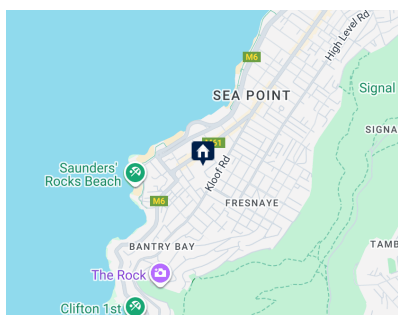 High Level Rd
M6
SEA POINT
Signal
SIGNA
Saunders'
Rocks Beach
Kloof Rd
M6
FRESNAYE
BANTRY BAY
TAMB
The Rock
Clifton 1st